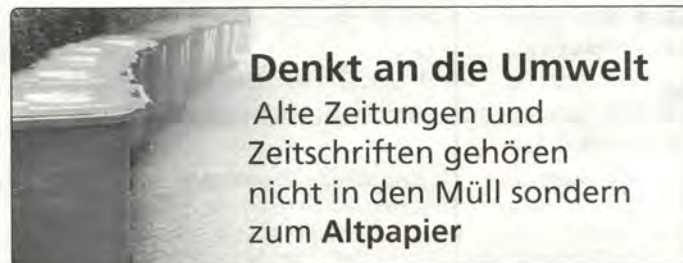 Denkt an die Umwelt
Alte Zeitungen und
Zeitschriften gehören
nicht in den Müll sondern
zum Altpapier